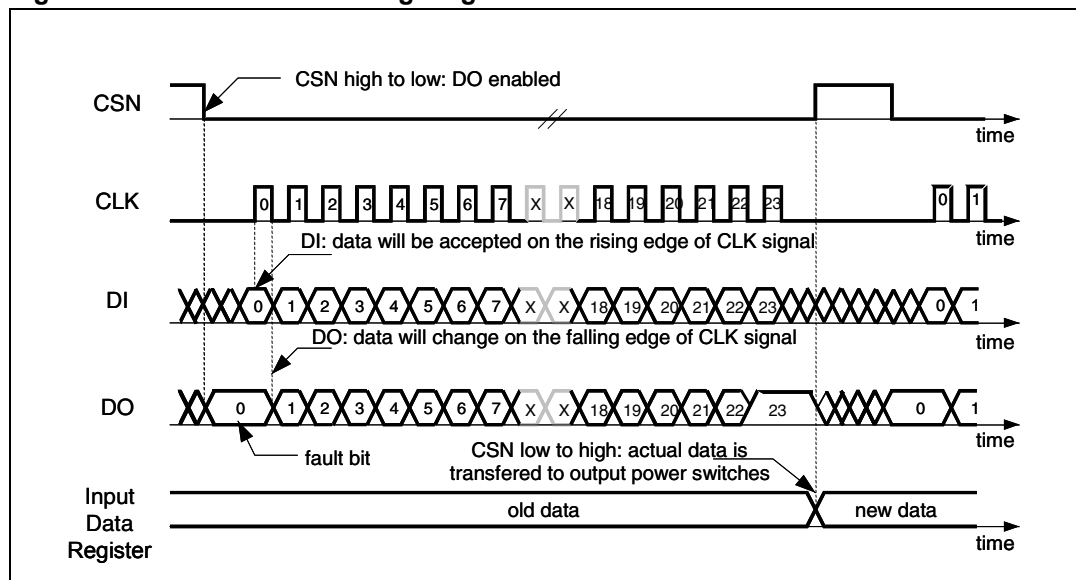 CSN high to low: DO enabled
CSN
time
CLK
0 1 2 3 4 5 6 7 X X 18 19 20 21 22 23 0 1
time
DI: data will be accepted on the rising edge of CLK signal
DI
0 1 2 3 4 5 6 7 X X 18 19 20 21 22 23 0 1
time
DO: data will change on the falling edge of CLK signal
DO
0 1 2 3 4 5 6 7 X X 18 19 20 21 22 23 0 1
time
fault bit
CSN low to high: actual data is
transfered to output power switches
Input
Data
Register
old data
new data
time